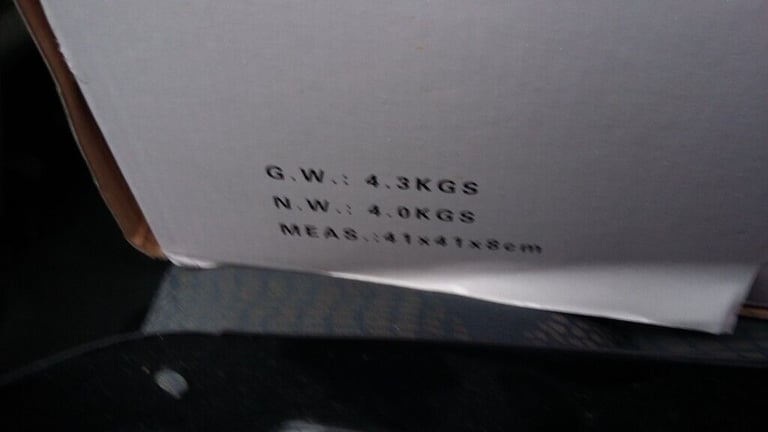 G.W.: 4.3KGS
N.W.: 4.0KGS
MEAS.:41x41x8cm